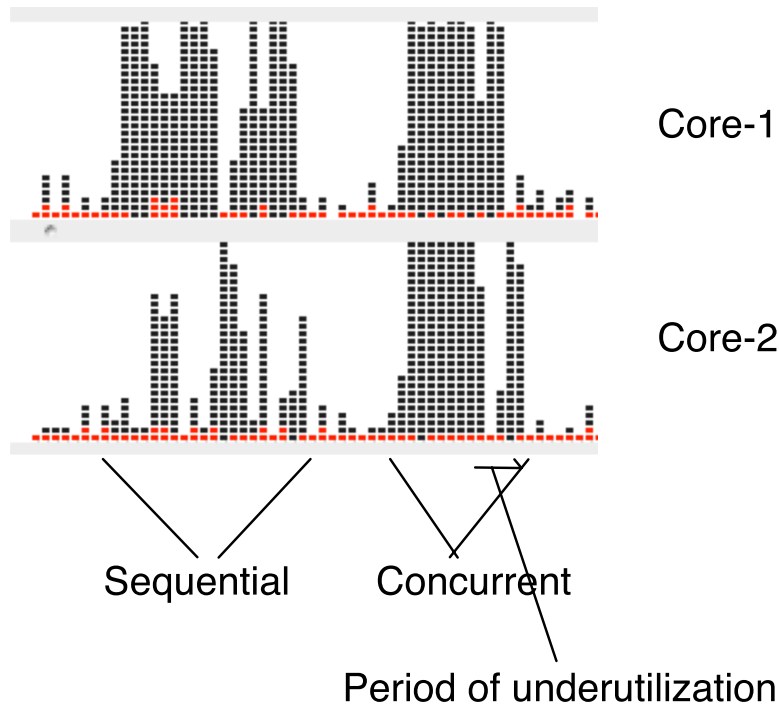 Core-1
Core-2
Sequential
Concurrent
Period of underutilization